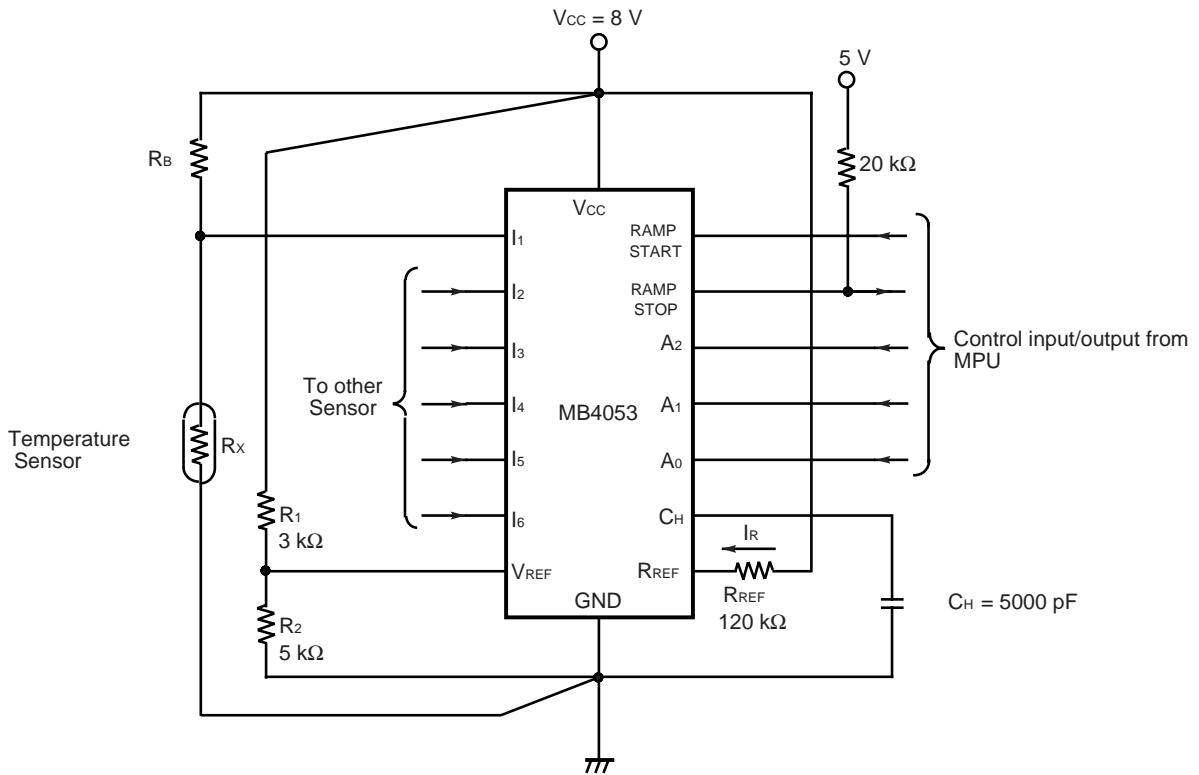 VCC = 8 V
5 V
RB
20 kΩ
VCC
I1
RAMP
START
I2
RAMP
STOP
I3
A2
Control input/output from
MPU
To other
Sensor
I4
MB4053
A1
Temperature
Sensor
RX
I5
A0
R1
3 kΩ
I6
CH
IR
VREF
RREF
GND
RREF
120 kΩ
CH = 5000 pF
R2
5 kΩ